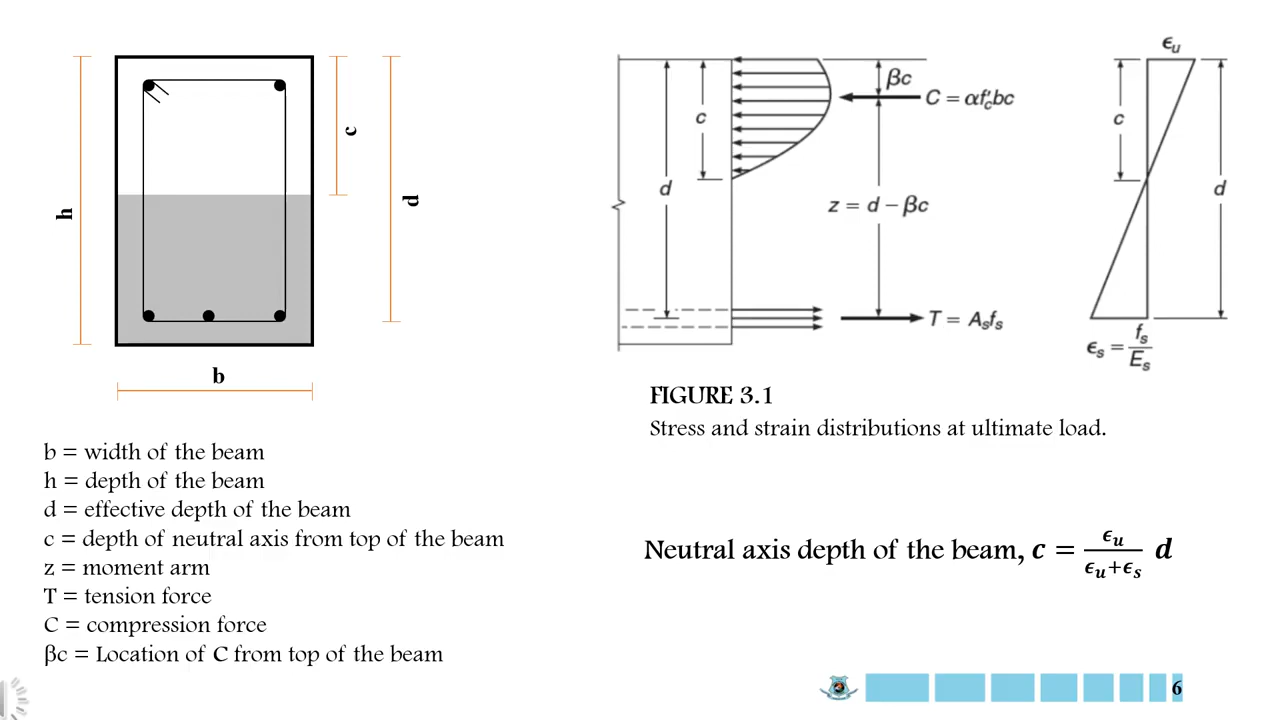 h
c
d
b
b = width of the beam
h = depth of the beam
d = effective depth of the beam
c = depth of neutral axis from top of the beam
z = moment arm
T = tension force
C = compression force
βc = Location of C from top of the beam
c
d
βc
C = αf′cbc
z = d − βc
T = Asfs
ϵu
c
d
ϵs = fs/Es
FIGURE 3.1
Stress and strain distributions at ultimate load.
Neutral axis depth of the beam, c = ϵu/(ϵu+ϵs) d
6